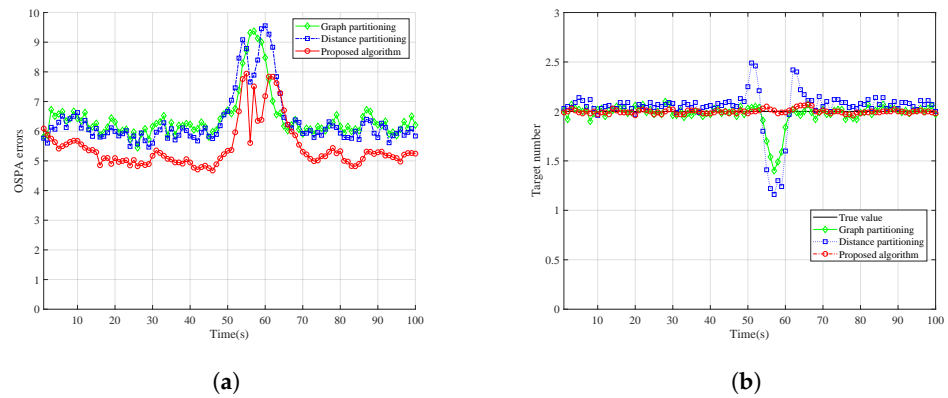 10
9
8
7
6
5
4
3
2
1
0
OSPA errors
Graph partitioning
Distance partitioning
Proposed algorithm
10 20 30 40 50 60 70 80 90 100
Time(s)
(a)
3
2.5
2
1.5
1
0.5
0
Target number
True value
Graph partitioning
Distance partitioning
Proposed algorithm
10 20 30 40 50 60 70 80 90 100
Time(s)
(b)